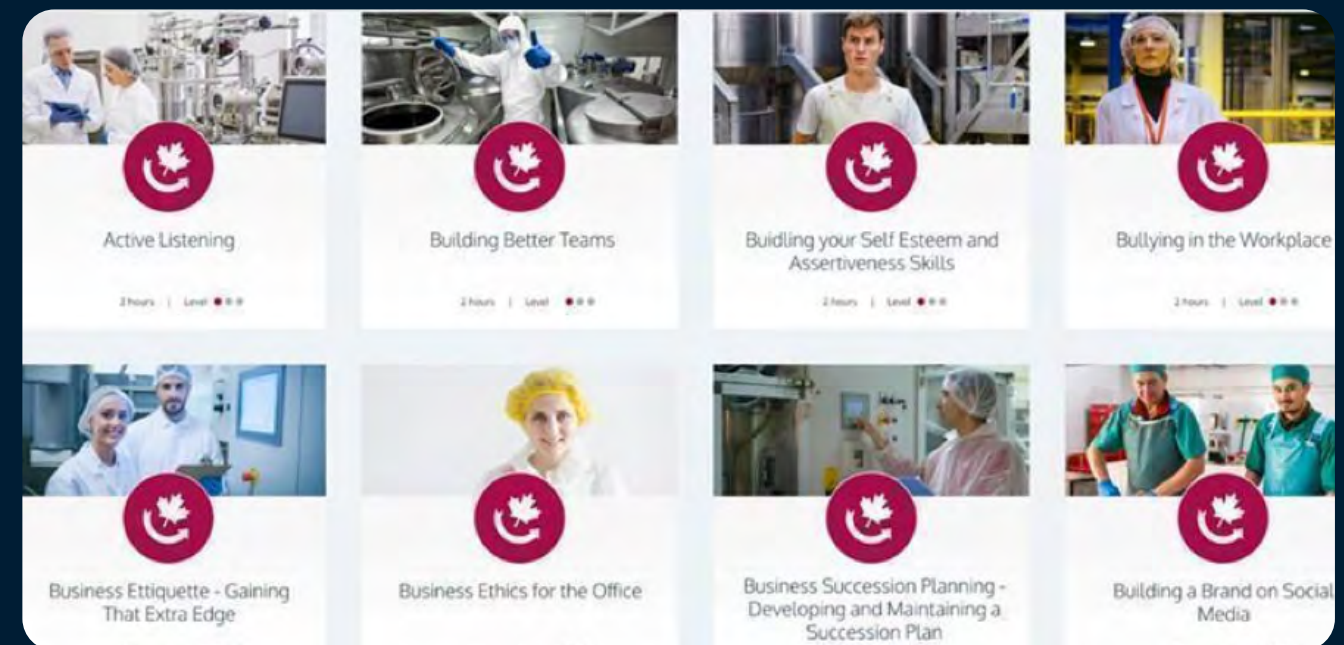 Active Listening
2 hours | Level
Building Better Teams
2 hours | Level
Buidling your Self Esteem and
Assertiveness Skills
2 hours | Level
Bullying in the Workplace
2 hours | Level
Business Ettiquette - Gaining
That Extra Edge
Business Ethics for the Office
Business Succession Planning -
Developing and Maintaining a
Succession Plan
Building a Brand on Social
Media